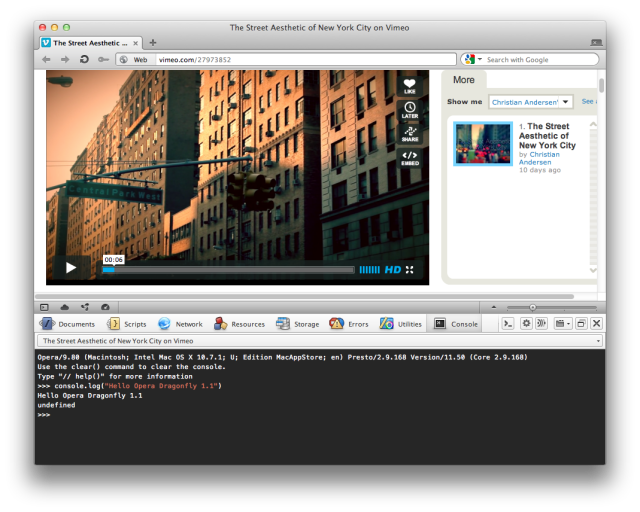 The Street Aesthetic of New York City on Vimeo
The Street Aesthetic ... × +
Web vimeo.com/27973852 Search with Google
More
LIKE
Show me Christian Andersen' See
LATER
1. The Street
Aesthetic of
New York City
SHARE
by Christian
Andersen
EMBED
10 days ago
Central Park West
00:06
HD
Documents Scripts Network Resources Storage Errors Utilities Console
The Street Aesthetic of New York City on Vimeo
Opera/9.80 (Macintosh; Intel Mac OS X 10.7.1; U; Edition MacAppStore; en) Presto/2.9.168 Version/11.50 (Core 2.9.168)
Use the clear() command to clear the console.
Type "// help()" for more information
>>> console.log("Hello Opera Dragonfly 1.1")
Hello Opera Dragonfly 1.1
undefined
>>>